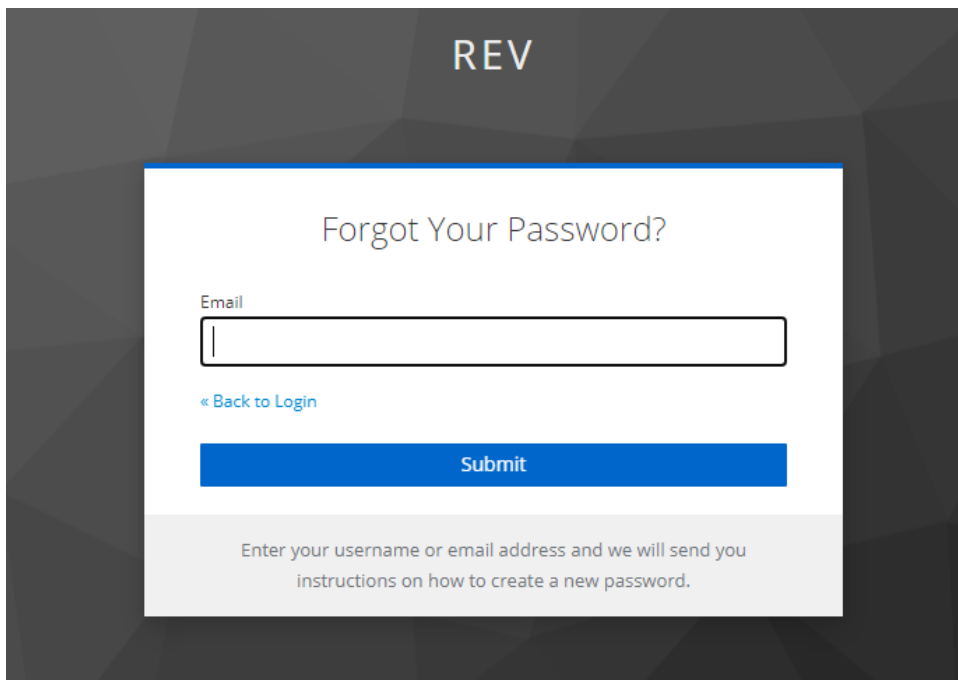 REV
Forgot Your Password?
Email
« Back to Login
Submit
Enter your username or email address and we will send you
instructions on how to create a new password.